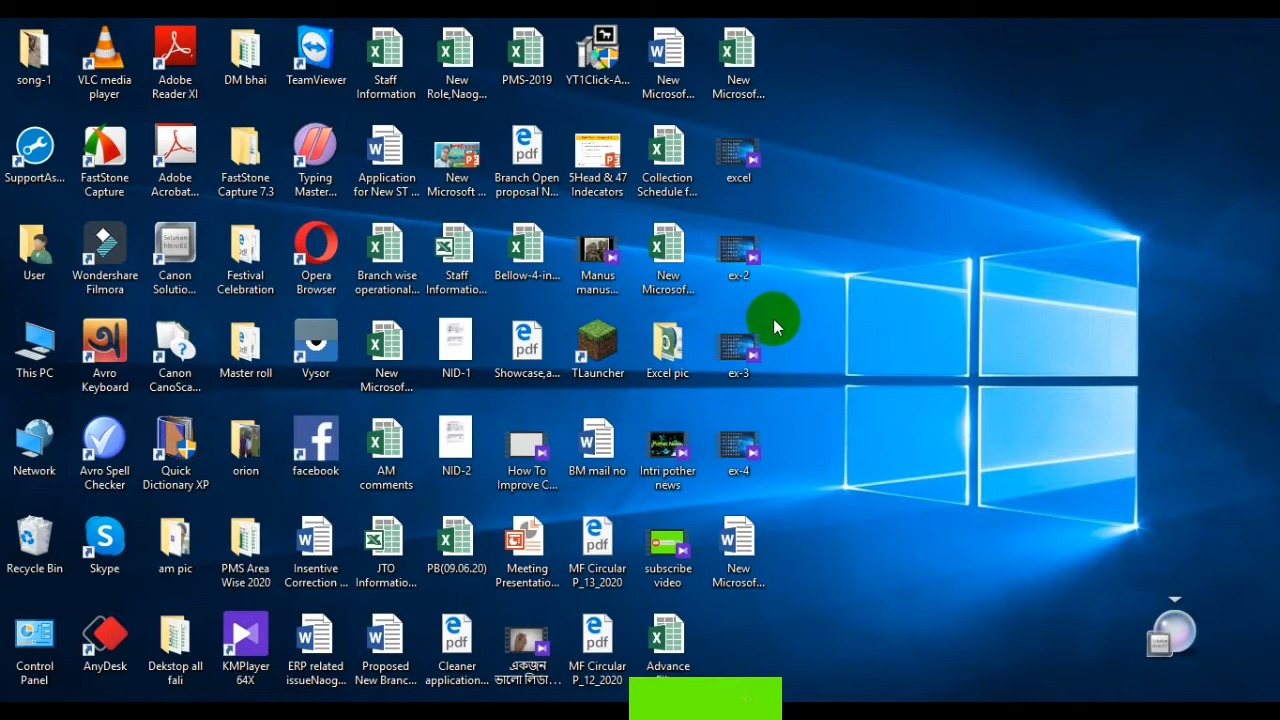 song-1
VLC media
player
Adobe
Reader XI
DM bhai
TeamViewer
Staff
Information
New
Role,Naog...
PMS-2019
YT1Click-A...
New
Microsof...
New
Microsof...
SupportAs...
FastStone
Capture
Adobe
Acrobat...
FastStone
Capture 7.3
Typing
Master...
Application
for New ST ...
New
Microsoft ...
Branch Open
proposal N...
5Head & 47
Indecators
Collection
Schedule f...
excel
User
Wondershare
Filmora
Canon
Solutio...
Festival
Celebration
Opera
Browser
Branch wise
operational...
Staff
Informatio...
Bellow-4-in...
Manus
manus...
New
Microsof...
ex-2
This PC
Avro
Keyboard
Canon
CanoSca...
Master roll
Vysor
New
Microsof...
NID-1
Showcase,a...
TLauncher
Excel pic
ex-3
Network
Avro Spell
Checker
Quick
Dictionary XP
orion
facebook
AM
comments
NID-2
How To
Improve C...
BM mail no
Intri pother
news
ex-4
Recycle Bin
Skype
am pic
PMS Area
Wise 2020
Insentive
Correction ...
JTO
Informatio...
PB(09.06.20)
Meeting
Presentatio...
MF Circular
P_13_2020
subscribe
video
New
Microsof...
Control
Panel
AnyDesk
Dekstop all
fali
KMPlayer
64X
ERP related
issueNaog...
Proposed
New Branc...
Cleaner
application...
একজন
ভালো লিডা...
MF Circular
P_12_2020
Advance